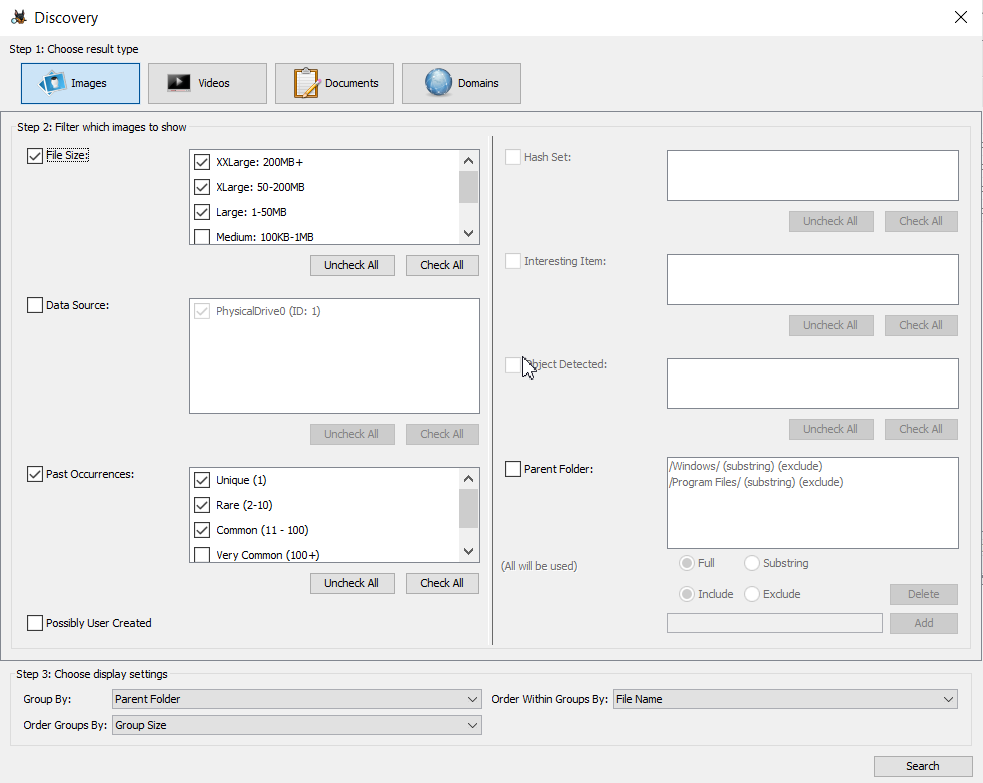 Discovery
Step 1: Choose result type
Images
Videos
Documents
Domains
Step 2: Filter which images to show
File Size:
XXLarge: 200MB+
XLarge: 50-200MB
Large: 1-50MB
Medium: 100KB-1MB
Uncheck All
Check All
Data Source:
PhysicalDrive0 (ID: 1)
Uncheck All
Check All
Past Occurrences:
Unique (1)
Rare (2-10)
Common (11 - 100)
Very Common (100+)
Uncheck All
Check All
Possibly User Created
Hash Set:
Uncheck All
Check All
Interesting Item:
Uncheck All
Check All
Object Detected:
Uncheck All
Check All
Parent Folder:
/Windows/ (substring) (exclude)
/Program Files/ (substring) (exclude)
(All will be used)
Full
Substring
Include
Exclude
Delete
Add
Step 3: Choose display settings
Group By:
Parent Folder
Order Within Groups By:
File Name
Order Groups By:
Group Size
Search